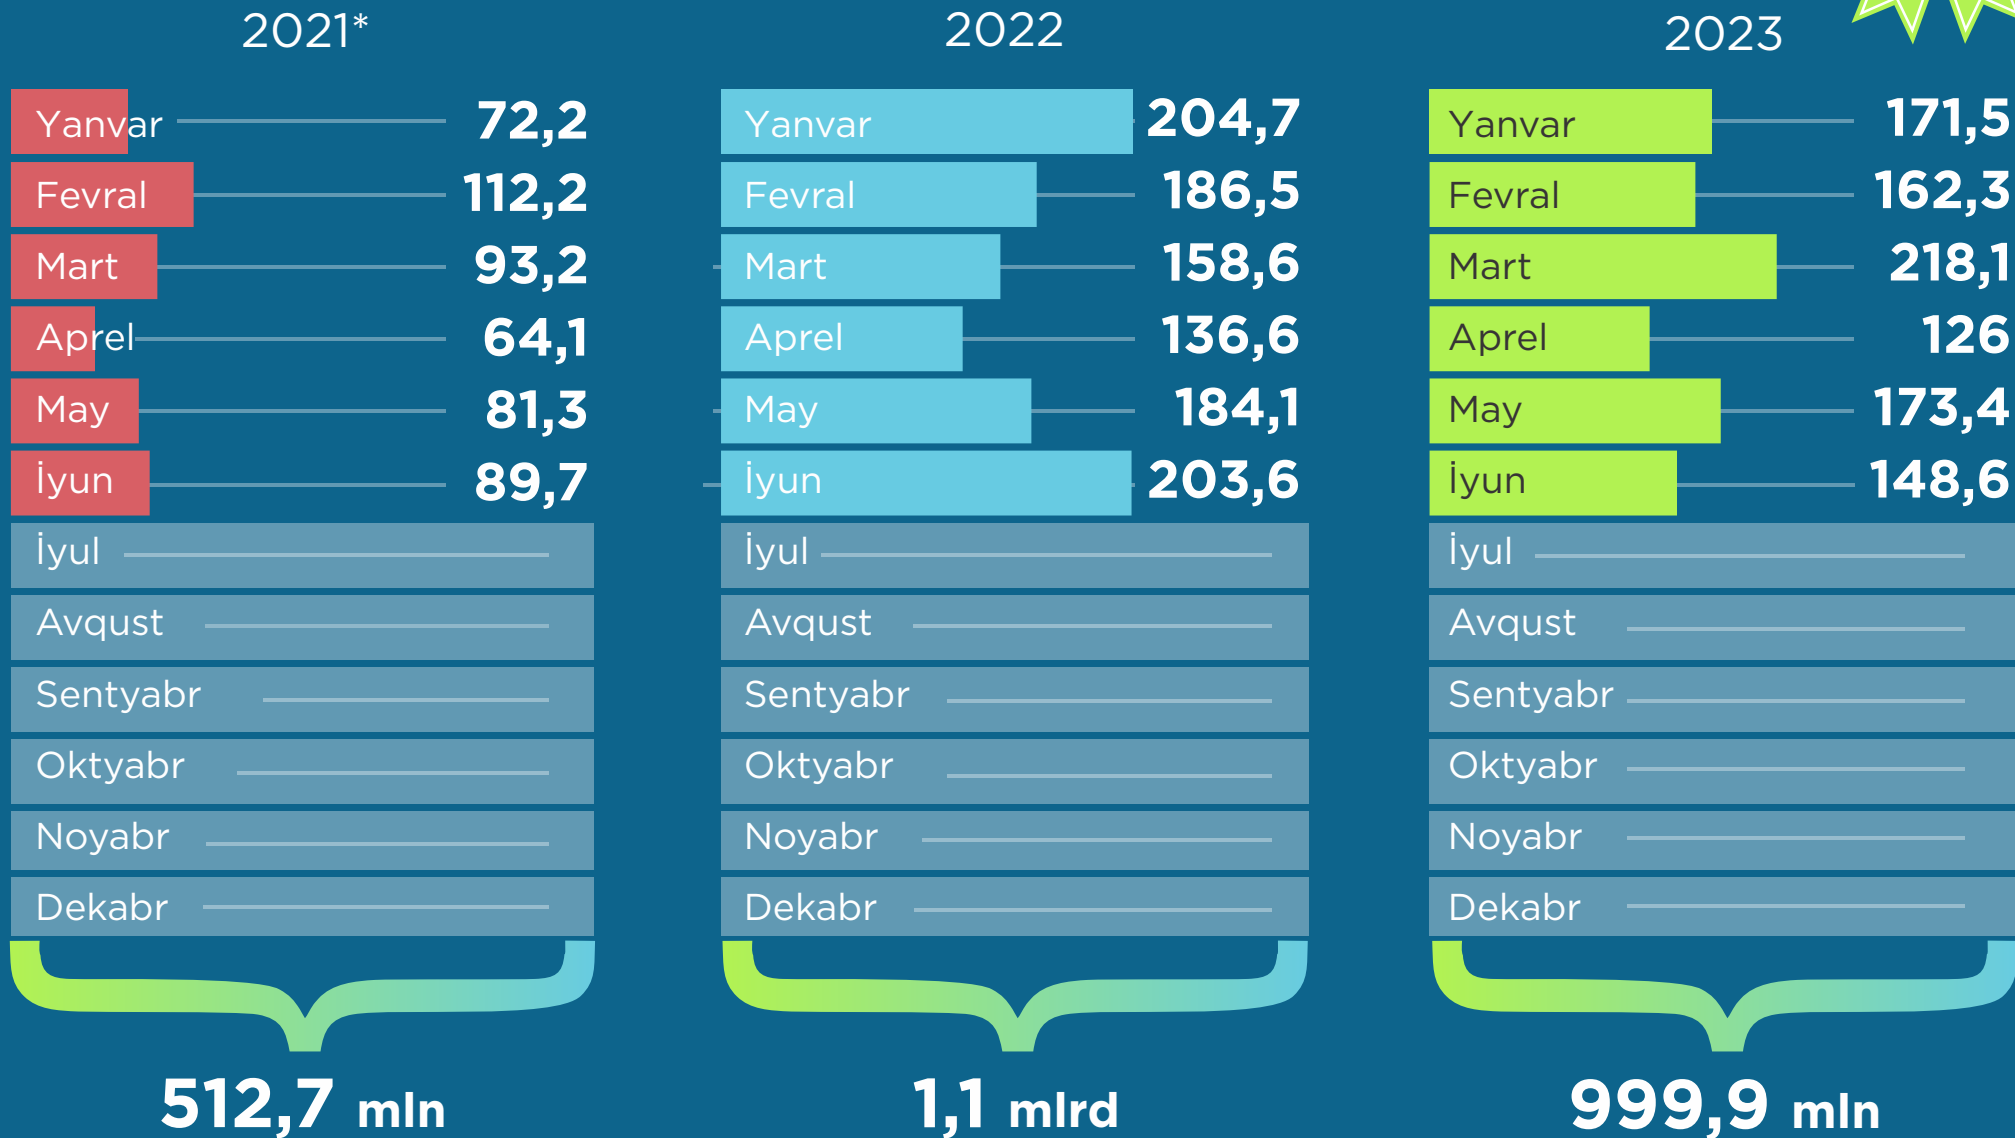 2021*
Yanvar 72,2
Fevral 112,2
Mart 93,2
Aprel 64,1
May 81,3
İyun 89,7
İyul
Avqust
Sentyabr
Oktyabr
Noyabr
Dekabr
512,7 mln
2022
Yanvar 204,7
Fevral 186,5
Mart 158,6
Aprel 136,6
May 184,1
İyun 203,6
İyul
Avqust
Sentyabr
Oktyabr
Noyabr
Dekabr
1,1 mlrd
2023
Yanvar 171,5
Fevral 162,3
Mart 218,1
Aprel 126
May 173,4
İyun 148,6
İyul
Avqust
Sentyabr
Oktyabr
Noyabr
Dekabr
999,9 mln